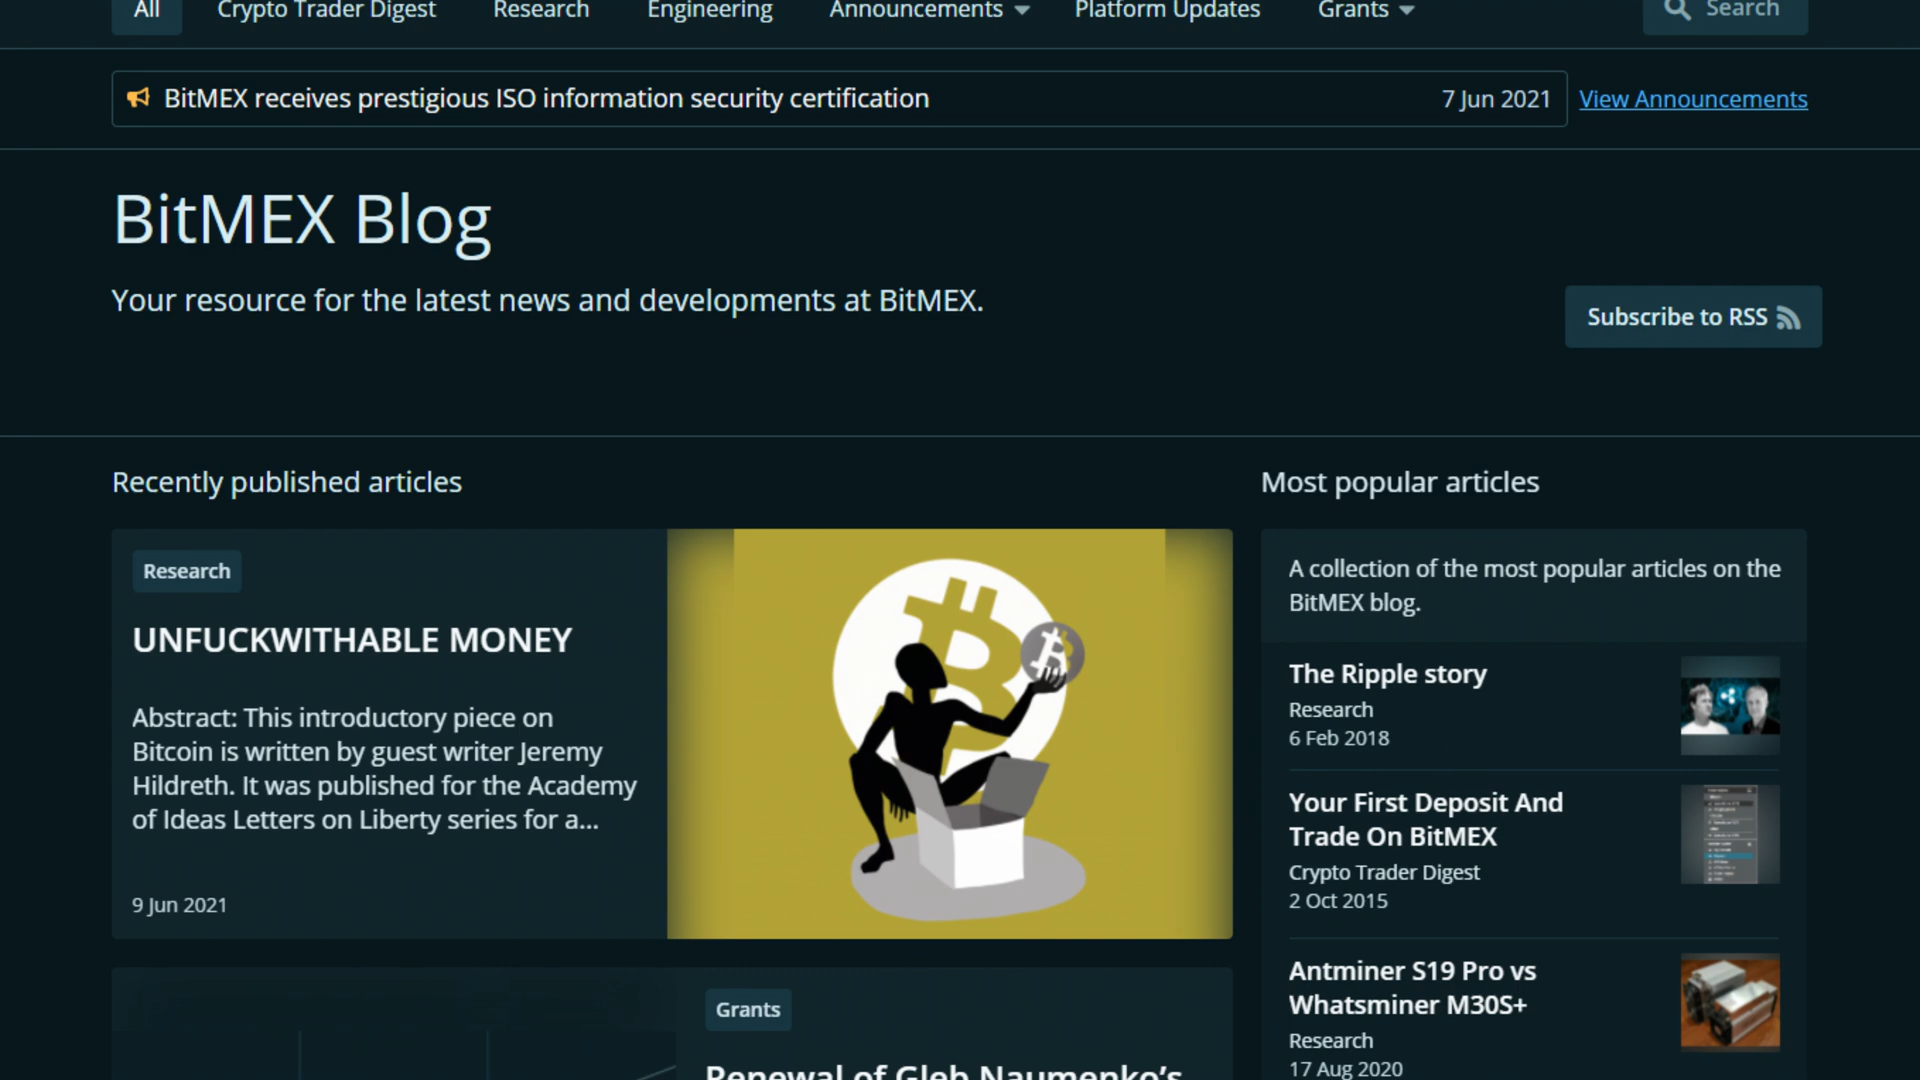 All Crypto Trader Digest Research Engineering Announcements Platform Updates Grants Search
BitMEX receives prestigious ISO information security certification 7 Jun 2021 View Announcements
BitMEX Blog
Your resource for the latest news and developments at BitMEX.
Subscribe to RSS
Recently published articles
Research
UNFUCKWITHABLE MONEY
Abstract: This introductory piece on
Bitcoin is written by guest writer Jeremy
Hildreth. It was published for the Academy
of Ideas Letters on Liberty series for a...
9 Jun 2021
Grants
Renewal of Gleb Naumenko's
Most popular articles
A collection of the most popular articles on the
BitMEX blog.
The Ripple story
Research
6 Feb 2018
Your First Deposit And
Trade On BitMEX
Crypto Trader Digest
2 Oct 2015
Antminer S19 Pro vs
Whatsminer M30S+
Research
17 Aug 2020